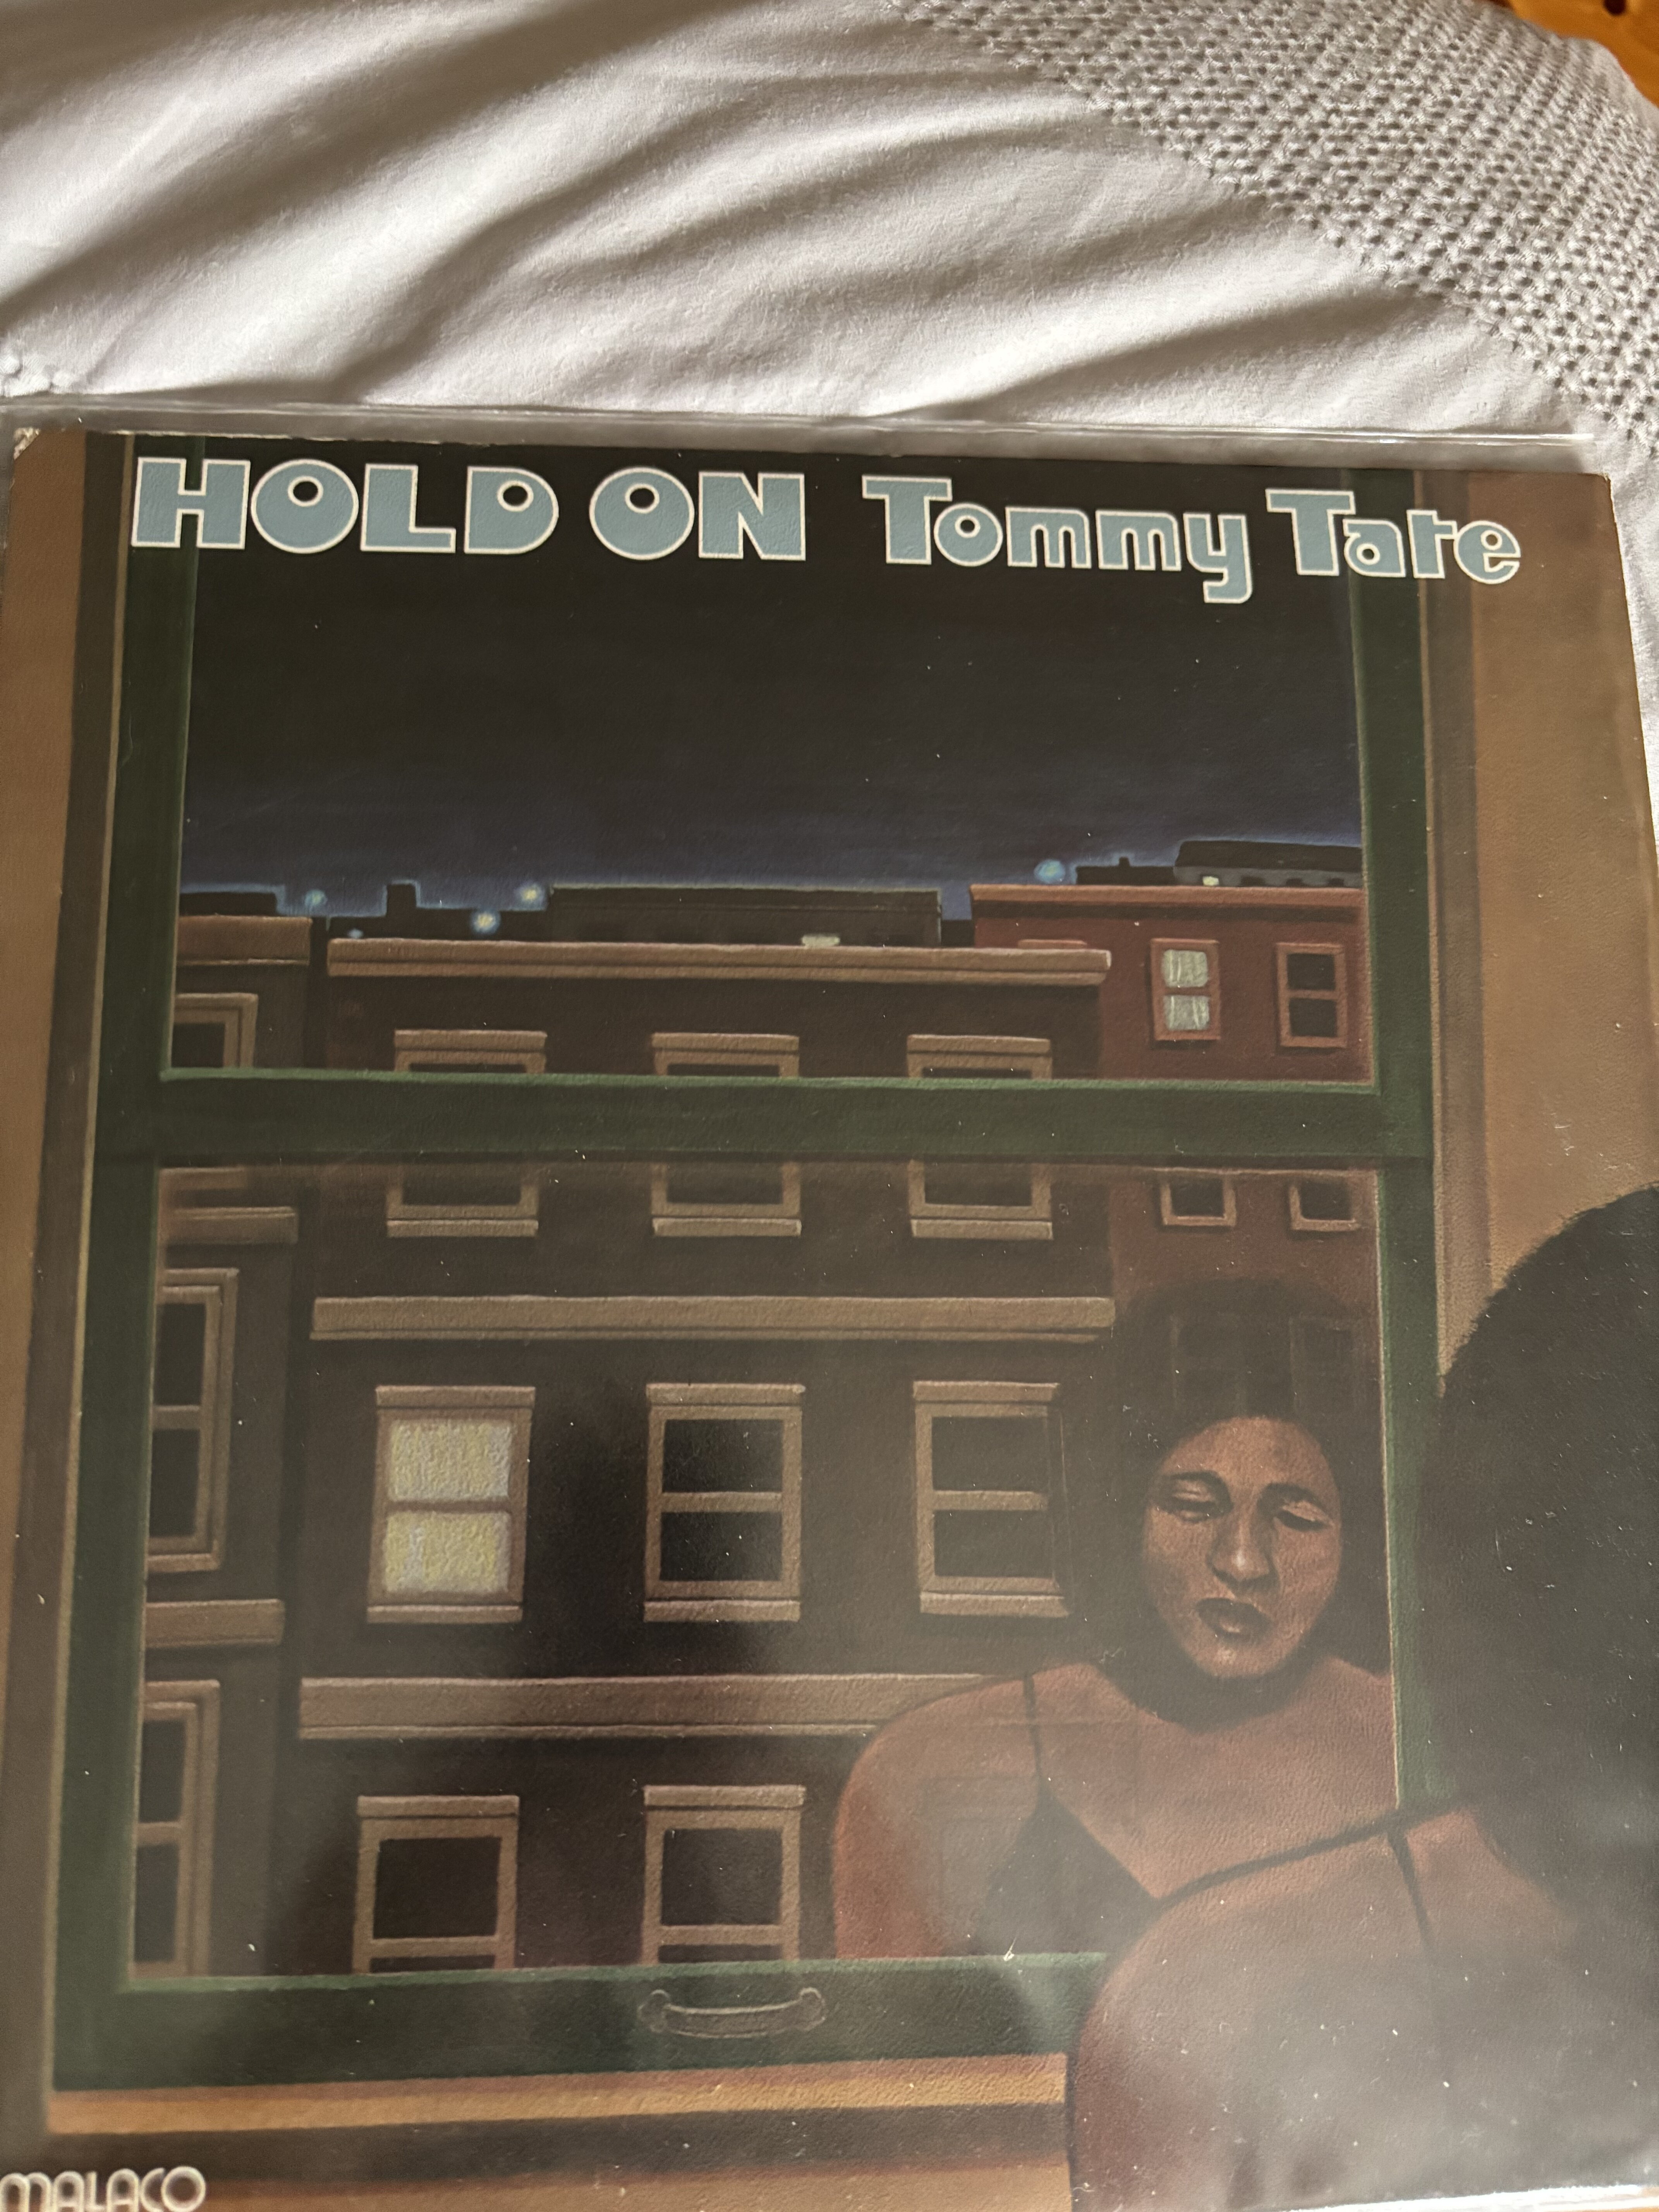 HOLD ON Tommy Tate
MALACO